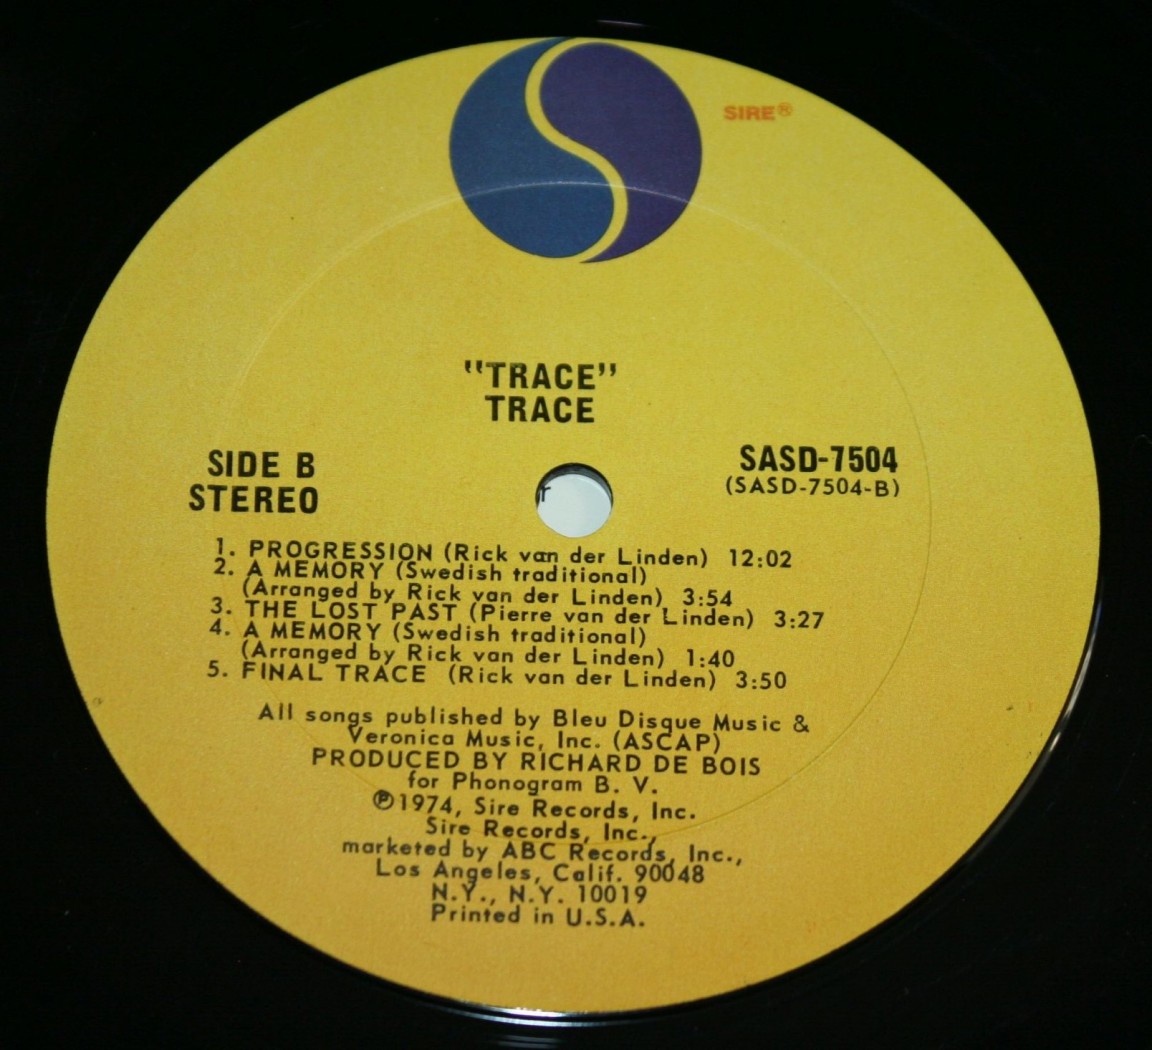 SIRE®
"TRACE"
TRACE
SIDE B
STEREO
SASD-7504
(SASD-7504-B)
1. PROGRESSION (Rick van der Linden) 12:02
2. A MEMORY (Swedish traditional)
(Arranged by Rick van der Linden) 3:54
3. THE LOST PAST (Pierre van der Linden) 3:27
4. A MEMORY (Swedish traditional)
(Arranged by Rick van der Linden) 1:40
5. FINAL TRACE (Rick van der Linden) 3:50
All songs published by Bleu Disque Music &
Veronica Music, Inc. (ASCAP)
PRODUCED BY RICHARD DE BOIS
for Phonogram B. V.
℗1974, Sire Records, Inc.
Sire Records, Inc.,
marketed by ABC Records, Inc.,
Los Angeles, Calif. 90048
N.Y., N.Y. 10019
Printed in U.S.A.